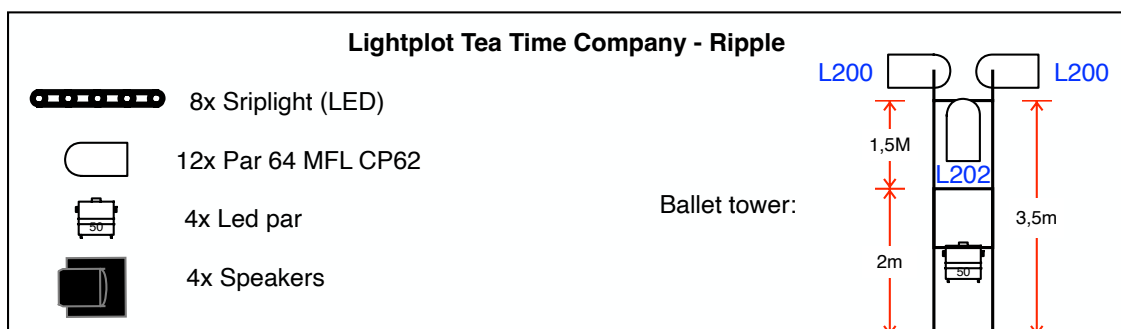 Lightplot Tea Time Company - Ripple
L200
L200
8x Sriplight (LED)
1,5M
12x Par 64 MFL CP62
L202
50
4x Led par
Ballet tower:
3,5m
2m
50
4x Speakers